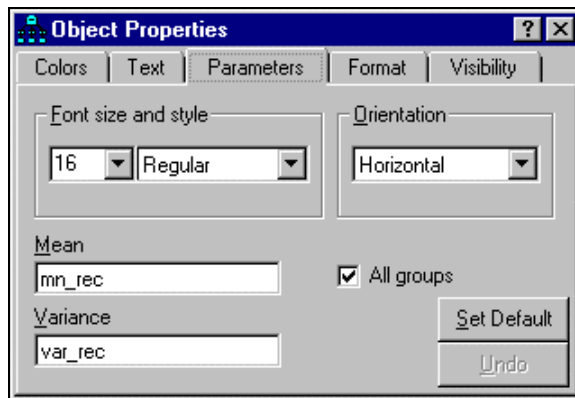 Object Properties ? ×
Colors Text Parameters Format Visibility
Font size and style Orientation
16 Regular Horizontal
Mean
mn_rec All groups
Variance Set Default
var_rec
Undo